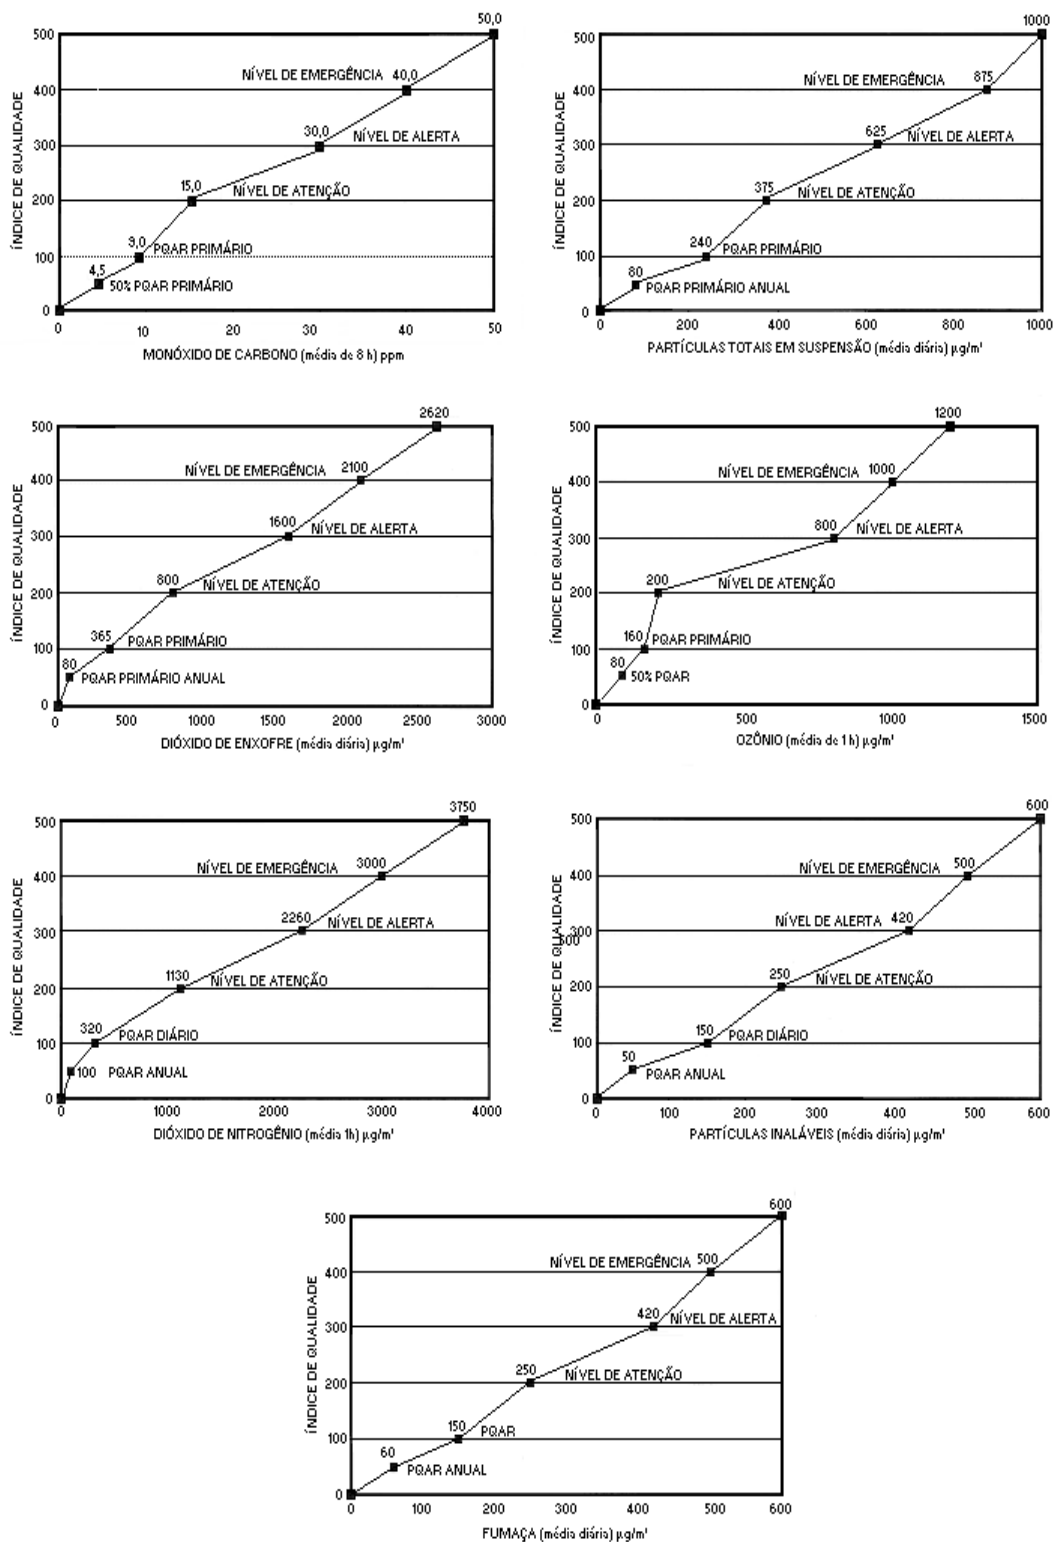 50,0
500
NÍVEL DE EMERGÊNCIA 40,0
400
30,0
NÍVEL DE ALERTA
300
15,0
NÍVEL DE ATENÇÃO
200
9,0
PQAR PRIMÁRIO
100
4,5
50% PQAR PRIMÁRIO
0
0 10 20 30 40 50
ÍNDICE DE QUALIDADE
MONÓXIDO DE CARBONO (média de 8 h) ppm
1000
500
NÍVEL DE EMERGÊNCIA 875
400
625
NÍVEL DE ALERTA
300
375
NÍVEL DE ATENÇÃO
200
240
PQAR PRIMÁRIO
100
80
PQAR PRIMÁRIO ANUAL
0
0 200 400 600 800 1000
ÍNDICE DE QUALIDADE
PARTÍCULAS TOTAIS EM SUSPENSÃO (média diária) µg/m³
2620
500
NÍVEL DE EMERGÊNCIA 2100
400
1600
NÍVEL DE ALERTA
300
800
NÍVEL DE ATENÇÃO
200
365
PQAR PRIMÁRIO
100
80
PQAR PRIMÁRIO ANUAL
0
0 500 1000 1500 2000 2500 3000
ÍNDICE DE QUALIDADE
DIÓXIDO DE ENXOFRE (média diária) µg/m³
1200
500
NÍVEL DE EMERGÊNCIA 1000
400
800
NÍVEL DE ALERTA
300
200
NÍVEL DE ATENÇÃO
200
160 PQAR PRIMÁRIO
100
80
50% PQAR
0
0 500 1000 1500
ÍNDICE DE QUALIDADE
OZÔNIO (média de 1 h) µg/m³
3750
500
NÍVEL DE EMERGÊNCIA 3000
400
2260
NÍVEL DE ALERTA
300
1130
NÍVEL DE ATENÇÃO
200
320
PQAR DIÁRIO
100
100 PQAR ANUAL
0
0 1000 2000 3000 4000
ÍNDICE DE QUALIDADE
DIÓXIDO DE NITROGÊNIO (média 1h) µg/m³
600
500
NÍVEL DE EMERGÊNCIA 500
400
NÍVEL DE ALERTA 420
300
500
250
NÍVEL DE ATENÇÃO
200
150
PQAR DIÁRIO
100
50
PQAR ANUAL
0
0 100 200 300 400 500 600
ÍNDICE DE QUALIDADE
PARTÍCULAS INALÁVEIS (média diária) µg/m³
600
500
NÍVEL DE EMERGÊNCIA 500
400
420
NÍVEL DE ALERTA
300
250
NÍVEL DE ATENÇÃO
200
150
PQAR
100
60
PQAR ANUAL
0
0 100 200 300 400 500 600
ÍNDICE DE QUALIDADE
FUMAÇA (média diária) µg/m³